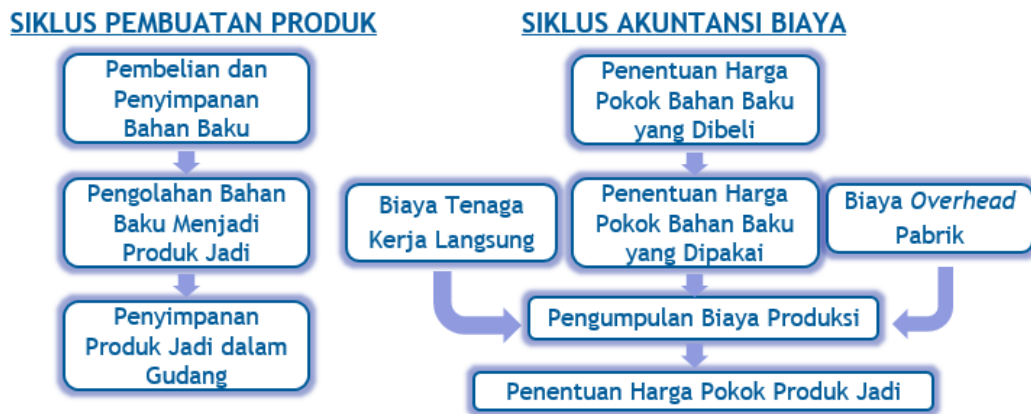 SIKLUS PEMBUATAN PRODUK
Pembelian dan
Penyimpanan
Bahan Baku
Pengolahan Bahan
Baku Menjadi
Produk Jadi
Penyimpanan
Produk Jadi dalam
Gudang
SIKLUS AKUNTANSI BIAYA
Penentuan Harga
Pokok Bahan Baku
yang Dibeli
Biaya Tenaga
Kerja Langsung
Penentuan Harga
Pokok Bahan Baku
yang Dipakai
Biaya Overhead
Pabrik
Pengumpulan Biaya Produksi
Penentuan Harga Pokok Produk Jadi